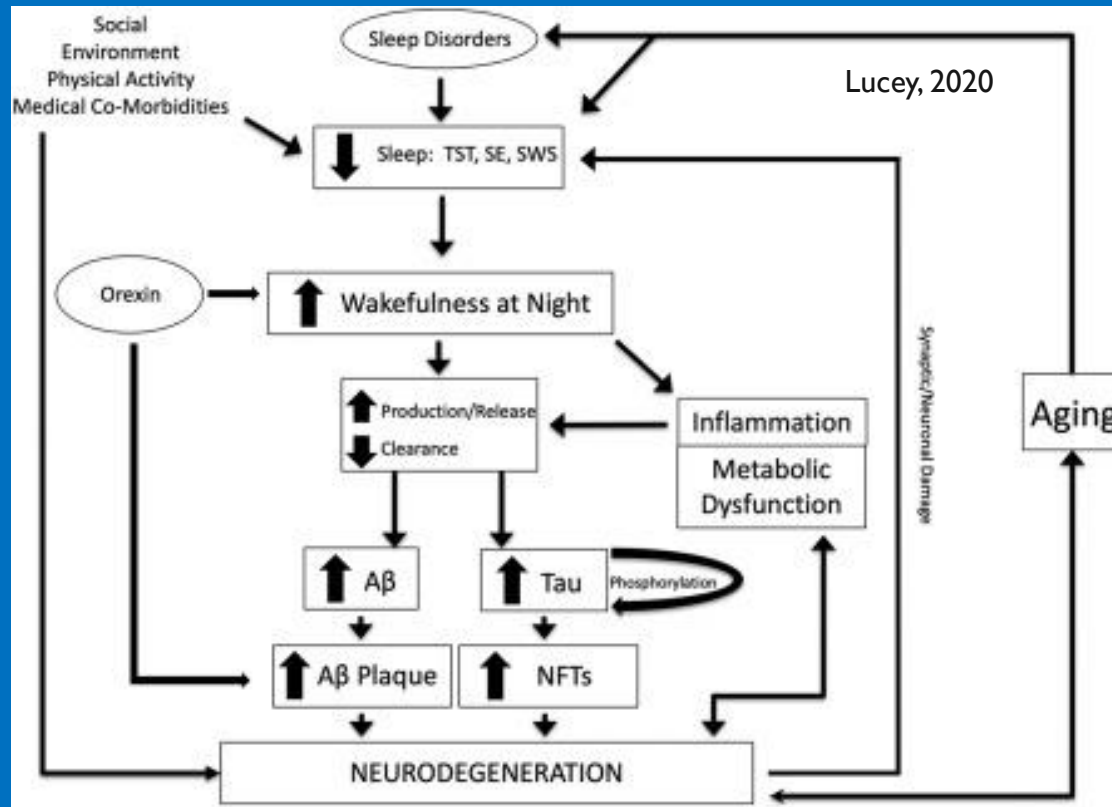 Social
Environment
Physical Activity
Medical Co-Morbidities
Sleep Disorders
Lucey, 2020
Sleep: TST, SE, SWS
Orexin
Wakefulness at Night
Production/Release
Clearance
Inflammation
Metabolic
Dysfunction
Synaptic/Neuronal Damage
Aging
Aβ
Tau
Phosphorylation
Aβ Plaque
NFTs
NEURODEGENERATION